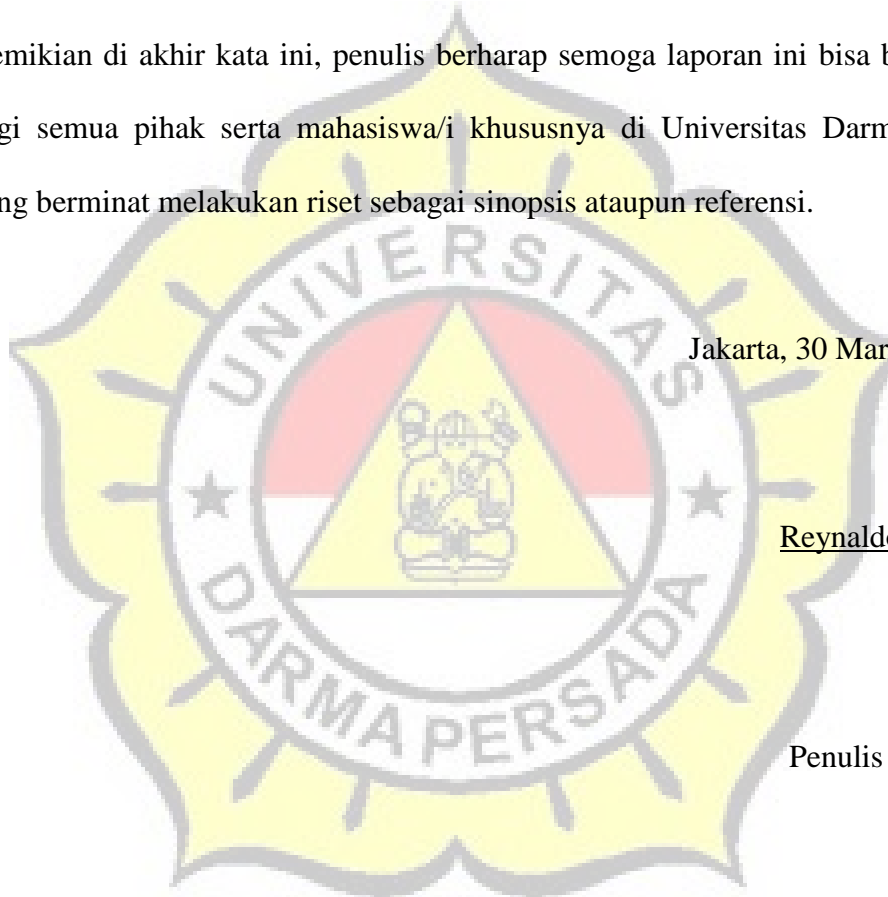 emikian di akhir kata ini, penulis berharap semoga laporan ini bisa b
gi semua pihak serta mahasiswa/i khususnya di Universitas Darm
ng berminat melakukan riset sebagai sinopsis ataupun referensi.
UNIVERSITAS
Jakarta, 30 Mar
Reynald
DARMA PERSADA
Penulis